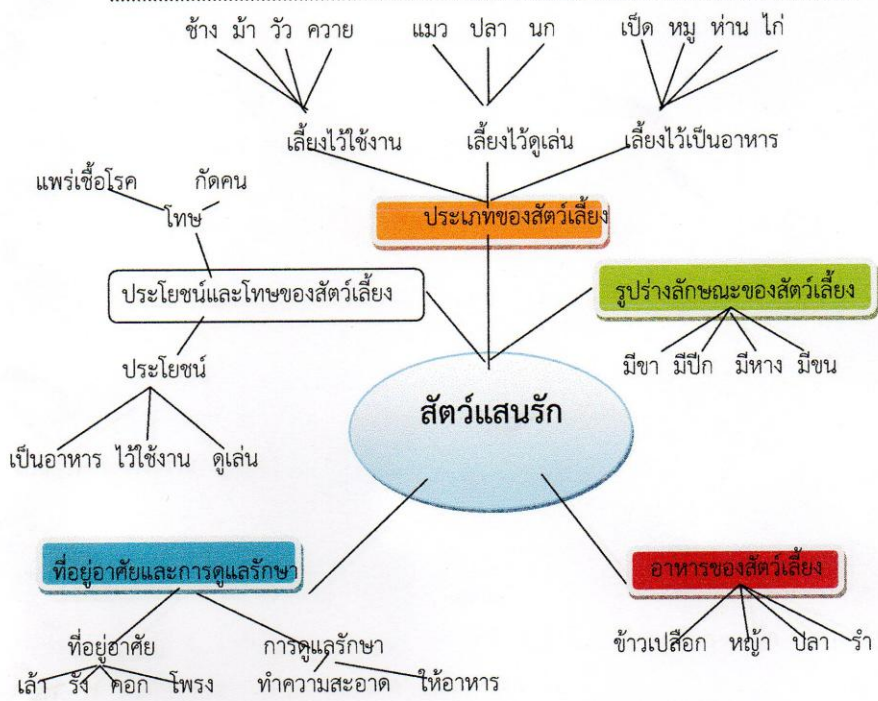 ช้าง ม้า วัว ควาย แมว ปลา นก เป็ด หมู ห่าน ไก่
เลี้ยงไว้ใช้งาน เลี้ยงไว้ดูเล่น เลี้ยงไว้เป็นอาหาร
แพร่เชื้อโรค กัดคน
โทษ
ประเภทของสัตว์เลี้ยง
ประโยชน์และโทษของสัตว์เลี้ยง
รูปร่างลักษณะของสัตว์เลี้ยง
มีขา มีปีก มีหาง มีขน
ประโยชน์
สัตว์แสนรัก
เป็นอาหาร ไว้ใช้งาน ดูเล่น
ที่อยู่อาศัยและการดูแลรักษา
อาหารของสัตว์เลี้ยง
ที่อยู่อาศัย การดูแลรักษา
ข้าวเปลือก หญ้า ปลา รำ
เล้า รัง คอก โพรง ทำความสะอาด ให้อาหาร